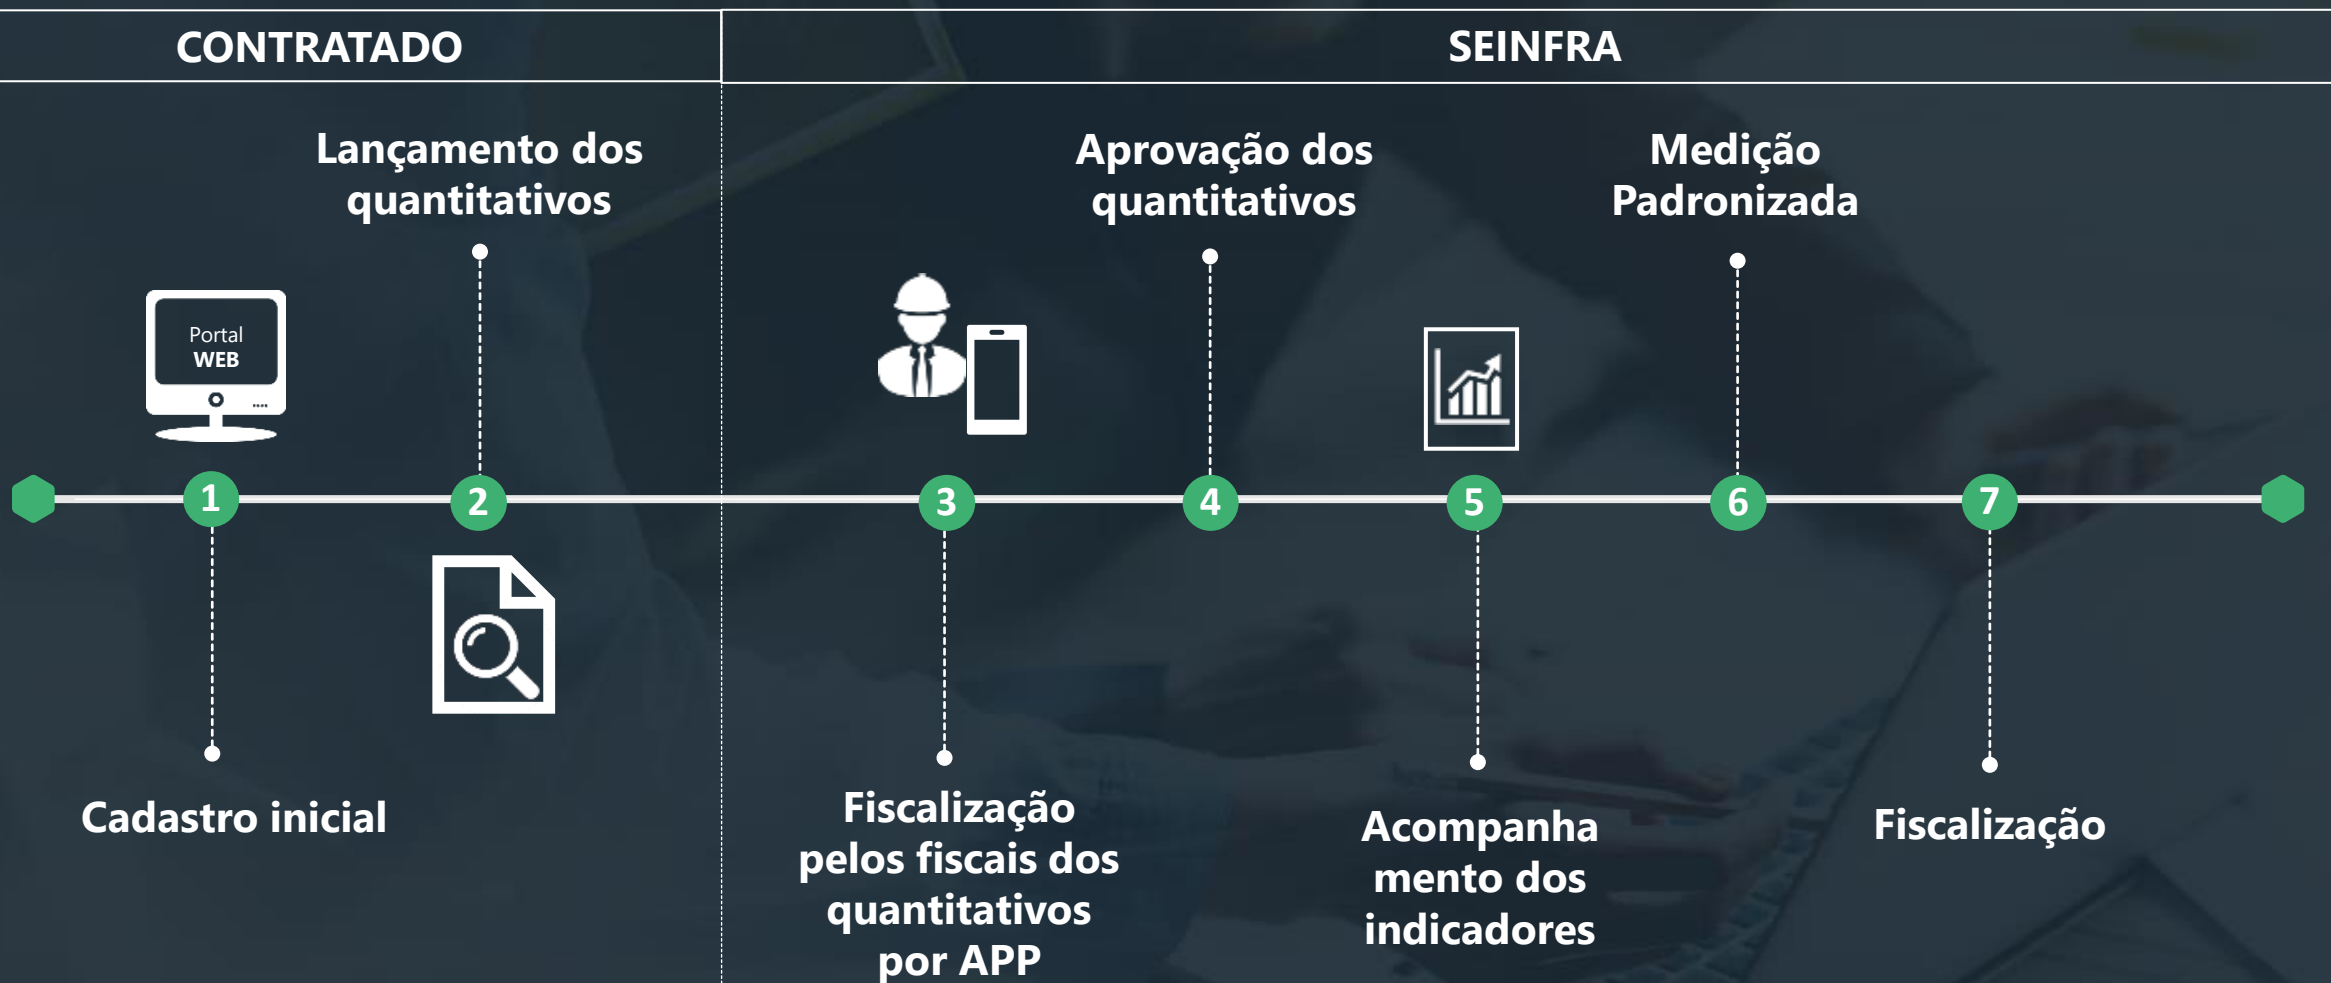 CONTRATADO
SEINFRA
Lançamento dos
quantitativos
Aprovação dos
quantitativos
Medição
Padronizada
Portal
WEB
1
2
3
4
5
6
7
Cadastro inicial
Fiscalização
pelos fiscais dos
quantitativos
por APP
Acompanha
mento dos
indicadores
Fiscalização